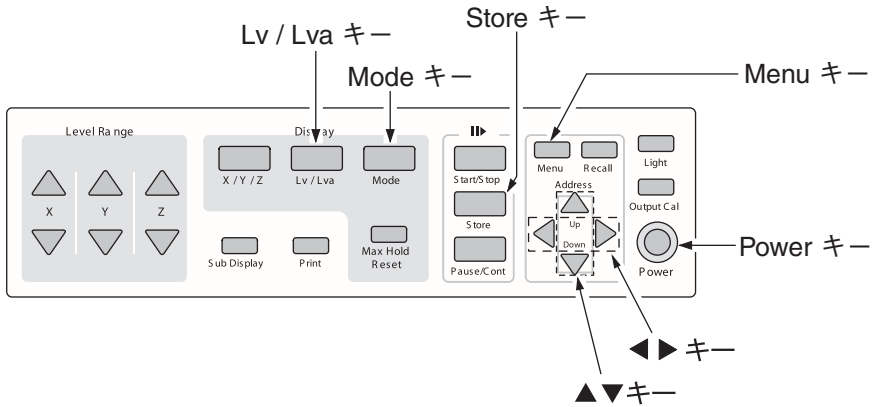 Store キー
Lv / Lva キー
Mode キー
Menu キー
Level Range
Display
X / Y / Z
Lv / Lva
Mode
Start/Stop
Menu
Recall
Light
X
Y
Z
Address
Up
Down
Output Cal
Store
Sub Display
Print
Max Hold
Reset
Pause/Cont
Power
Power キー
◀ ▶ キー
▲ ▼キー